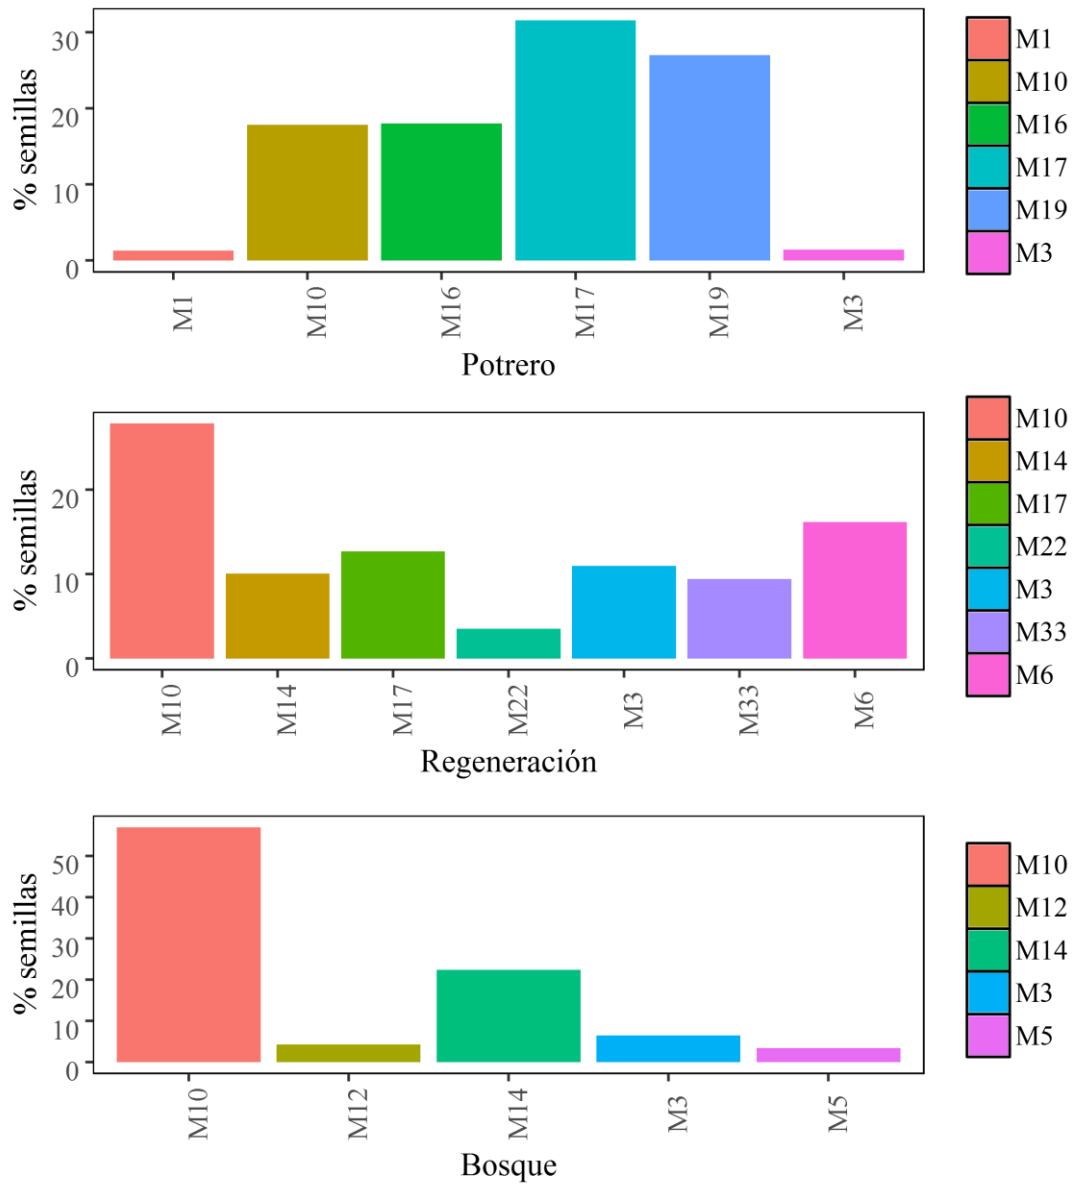 % semillas
30
20
10
0
M1 M10 M16 M17 M19 M3
Potrero
M1
M10
M16
M17
M19
M3
% semillas
20
10
0
M10 M14 M17 M22 M3 M33 M6
Regeneración
M10
M14
M17
M22
M3
M33
M6
% semillas
50
40
30
20
10
0
M10 M12 M14 M3 M5
Bosque
M10
M12
M14
M3
M5